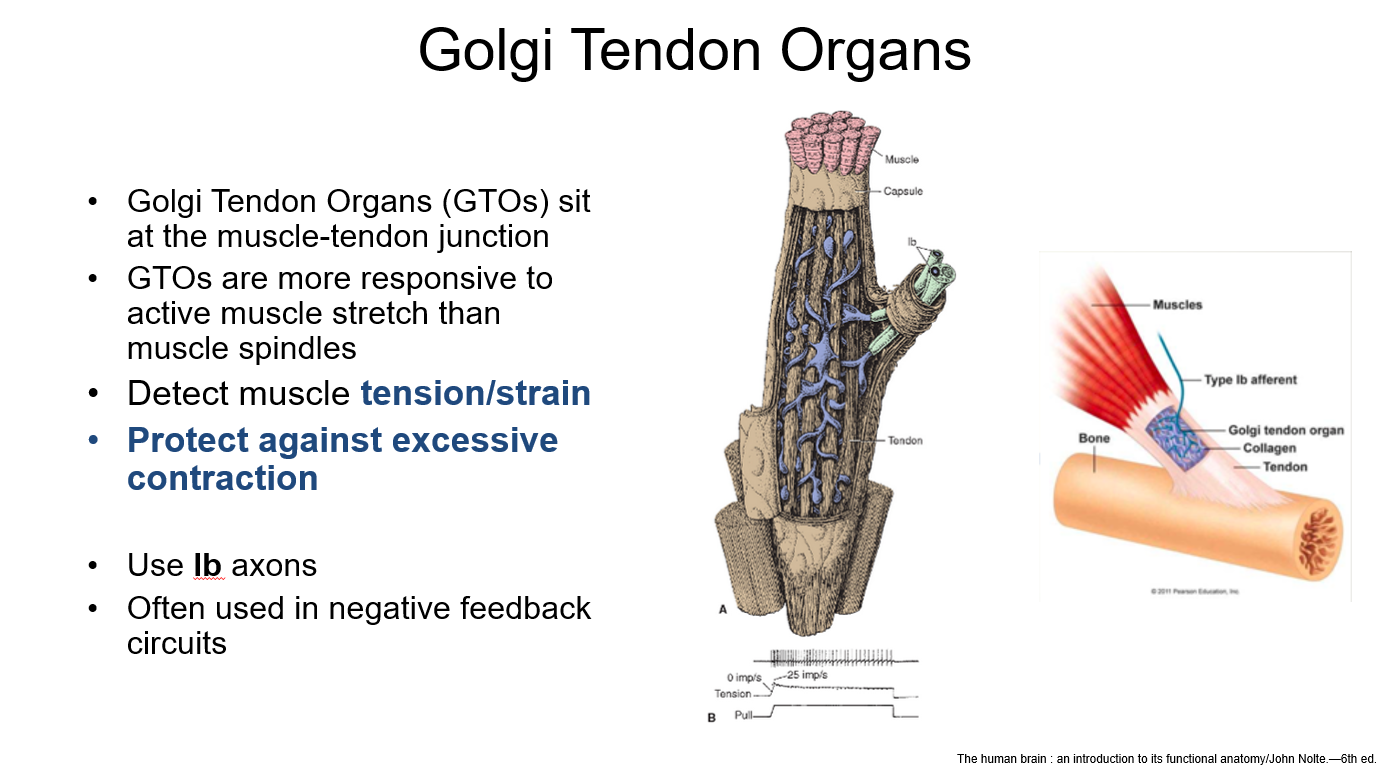 Golgi Tendon Organs
• Golgi Tendon Organs (GTOs) sit
at the muscle-tendon junction
• GTOs are more responsive to
active muscle stretch than
muscle spindles
• Detect muscle tension/strain
• Protect against excessive
contraction
• Use Ib axons
• Often used in negative feedback
circuits
Muscle
Capsule
Ib
Tendon
A
0 imp/s
25 imp/s
Tension
B
Pull
Muscles
Type Ib afferent
Golgi tendon organ
Bone
Collagen
Tendon
© 2011 Pearson Education, Inc.
The human brain : an introduction to its functional anatomy/John Nolte.—6th ed.